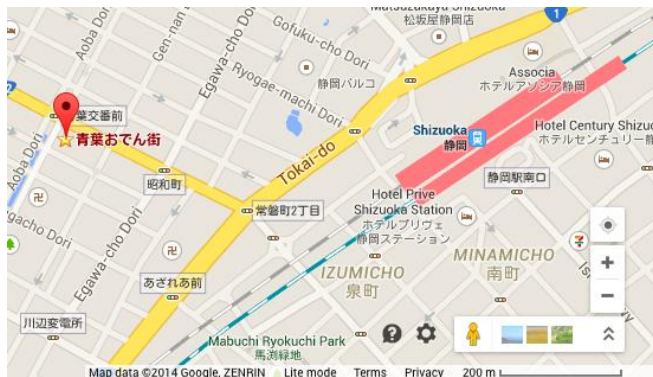 Matsuzakaya Shizuoka
松坂屋静岡店
1
Aoba Dori
Gen-nan
Egawa-cho Dori
Gofuku-cho Dori
Ryogae-machi Dori
静岡パルコ
Associa
ホテルアソシア静岡
葉交番前
青葉おでん街
Shizuoka
静岡
Hotel Century Shizuo
ホテルセンチュリー静
Tokai-do
Aoba Dori
昭和町
静岡駅南口
Hotel Prive
Shizuoka Station
ホテルプリヴェ
静岡ステーション
常磐町2丁目
gacho Dori
Egawa-cho Dori
MINAMICHO
南町
IZUMICHO
泉町
あざれあ前
川辺変電所
Mabuchi Ryokuchi Park
馬渕緑地
Map data ©2014 Google, ZENRIN Lite mode Terms Privacy 200 m